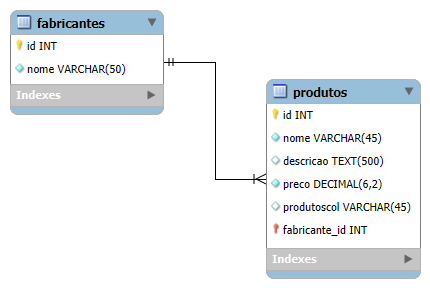 fabricantes
id INT
nome VARCHAR(50)
Indexes
produtos
id INT
nome VARCHAR(45)
descricao TEXT(500)
preco DECIMAL(6,2)
produtoscol VARCHAR(45)
fabricante_id INT
Indexes